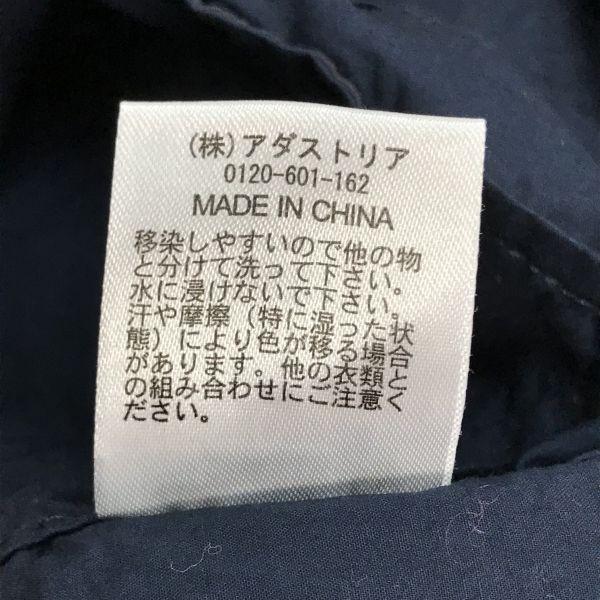 (株)アダストリア
0120-601-162
MADE IN CHINA
移染しやすいので他の物
と分けて洗って下さい。
水に浸けないで下さい。
汗や摩擦(特に湿った状
態)により色が移る場合
があります。他の衣類と
の組み合わせにご注意く
ださい。